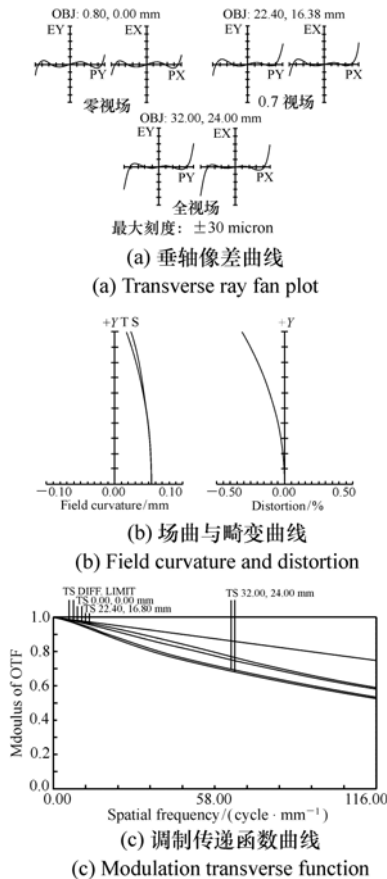 OBJ: 0.80, 0.00 mm OBJ: 22.40, 16.38 mm
EY EX EY EX
PY PX PY PX
零视场 0.7 视场
OBJ: 32.00, 24.00 mm
EY EX
PY PX
全视场
最大刻度: ±30 micron
(a) 垂轴像差曲线
(a) Transverse ray fan plot
+Y T S +Y
−0.10 0.00 0.10 −0.50 0.00 0.50
Field curvature/mm Distortion/%
(b) 场曲与畸变曲线
(b) Field curvature and distortion
TS DIFF. LIMIT
TS 0.00, 0.00 mm
TS 22.40, 16.80 mm
TS 32.00, 24.00 mm
Mdoulus of OTF
1.0
0.8
0.6
0.4
0.2
0.0
0.00 58.00 116.00
Spatial frequency/(cycle · mm⁻¹)
(c) 调制传递函数曲线
(c) Modulation transverse function